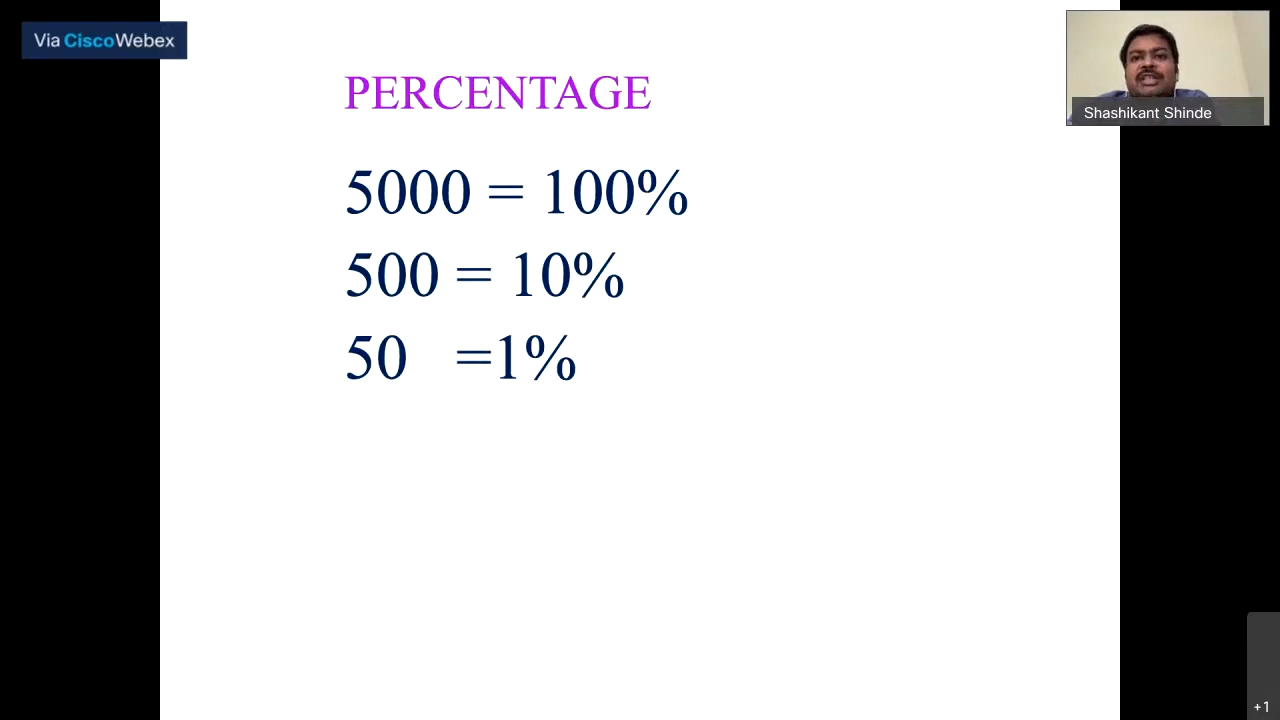 Via CiscoWebex
PERCENTAGE
Shashikant Shinde
5000 = 100%
500 = 10%
50 =1%
+1